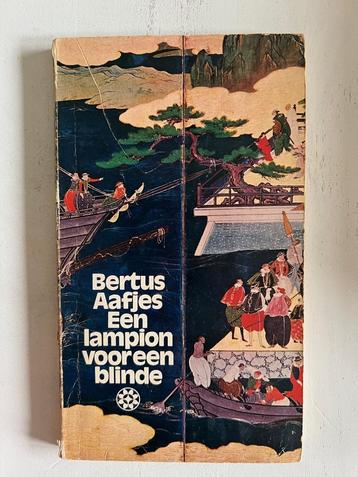 Bertus
Aafjes
Een
lampion
voor een
blinde